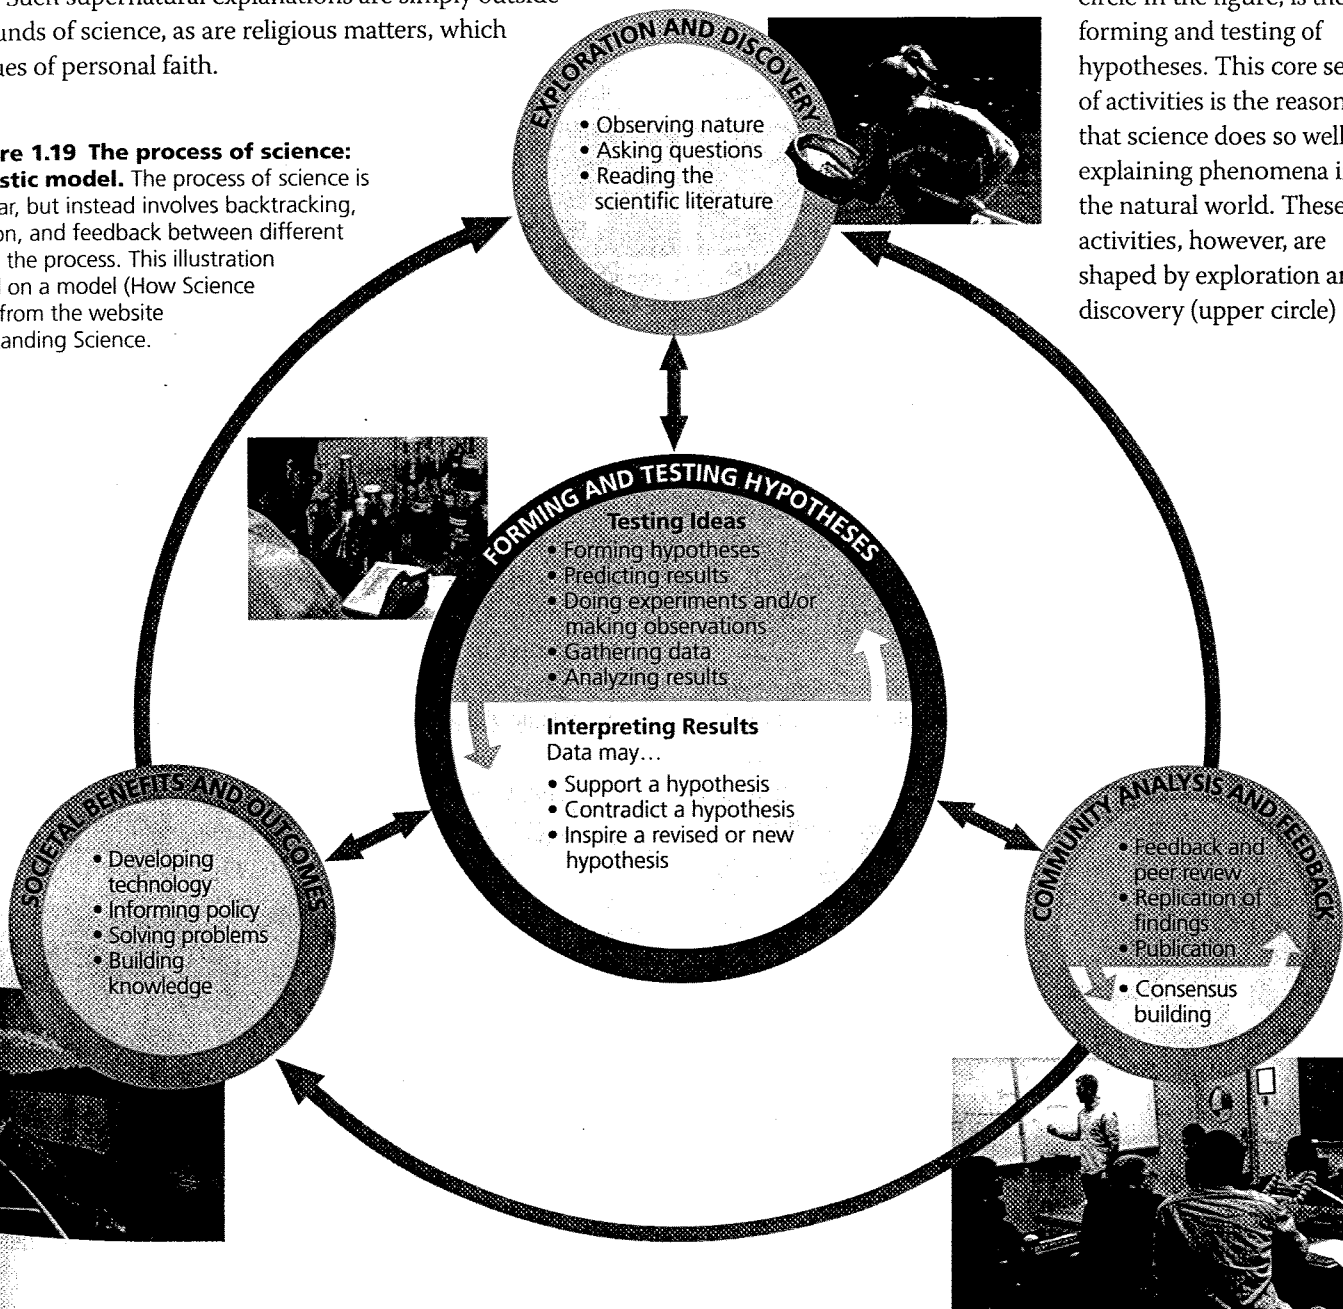 Such supernatural explanations are simply outside
unds of science, as are religious matters, which
ues of personal faith.
re 1.19 The process of science:
stic model. The process of science is
ar, but instead involves backtracking,
on, and feedback between different
the process. This illustration
on a model (How Science
from the website
anding Science.
circle in the figure, is the
forming and testing of
hypotheses. This core se
of activities is the reason
that science does so well
explaining phenomena i
the natural world. These
activities, however, are
shaped by exploration a
discovery (upper circle)
EXPLORATION AND DISCOVERY
• Observing nature
• Asking questions
• Reading the
scientific literature
FORMING AND TESTING HYPOTHESES
Testing Ideas
• Forming hypotheses
• Predicting results
• Doing experiments and/or
making observations
• Gathering data
• Analyzing results
Interpreting Results
Data may…
• Support a hypothesis
• Contradict a hypothesis
• Inspire a revised or new
hypothesis
SOCIETAL BENEFITS AND OUTCOMES
• Developing
technology
• Informing policy
• Solving problems
• Building
knowledge
COMMUNITY ANALYSIS AND FEEDBACK
• Feedback and
peer review
• Replication of
findings
• Publication
• Consensus
building